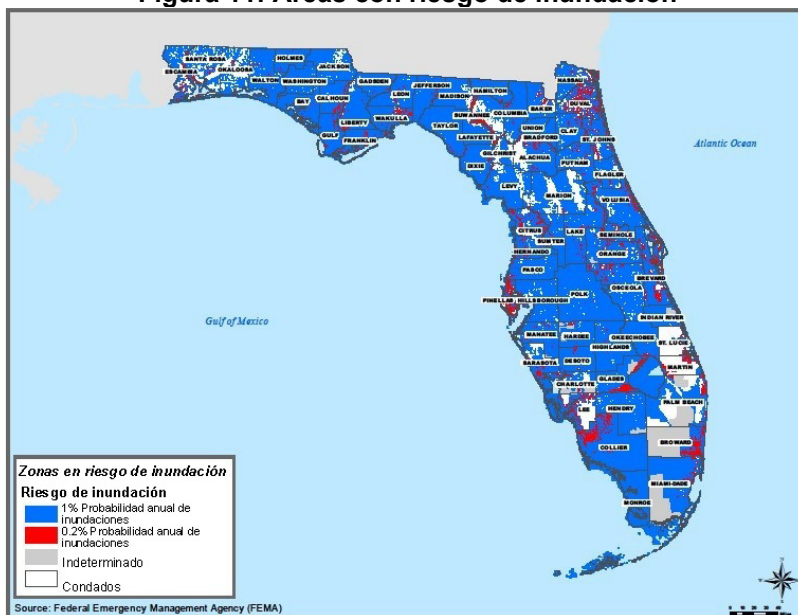 Figura 11: Áreas con riesgo de inundación
SANTA ROSA
ESCAMBIA
OKALOOSA
HOLMES
JACKSON
WALTON
WASHINGTON
BAY
CALHOUN
GADSDEN
LEON
LIBERTY
GULF
FRANKLIN
WAKULLA
JEFFERSON
MADISON
HAMILTON
TAYLOR
SUWANNEE
COLUMBIA
LAFAYETTE
BAKER
NASSAU
DUVAL
UNION
BRADFORD
CLAY
ST. JOHNS
GILCHRIST
DIXIE
ALACHUA
PUTNAM
FLAGLER
LEVY
MARION
VOLUSIA
CITRUS
SUMTER
LAKE
SEMINOLE
HERNANDO
ORANGE
PASCO
BREVARD
OSCEOLA
POLK
PINELLAS
HILLSBOROUGH
INDIAN RIVER
MANATEE
HARDEE
OKEECHOBEE
ST. LUCIE
HIGHLANDS
SARASOTA
DESOTO
MARTIN
CHARLOTTE
GLADES
LEE
HENDRY
PALM BEACH
COLLIER
BROWARD
MIAMI-DADE
MONROE
Atlantic Ocean
Gulf of Mexico
Zonas en riesgo de inundación
Riesgo de inundación
1% Probabilidad anual de
inundaciones
0.2% Probabilidad anual de
inundaciones
Indeterminado
Condados
Source: Federal Emergency Management Agency (FEMA)